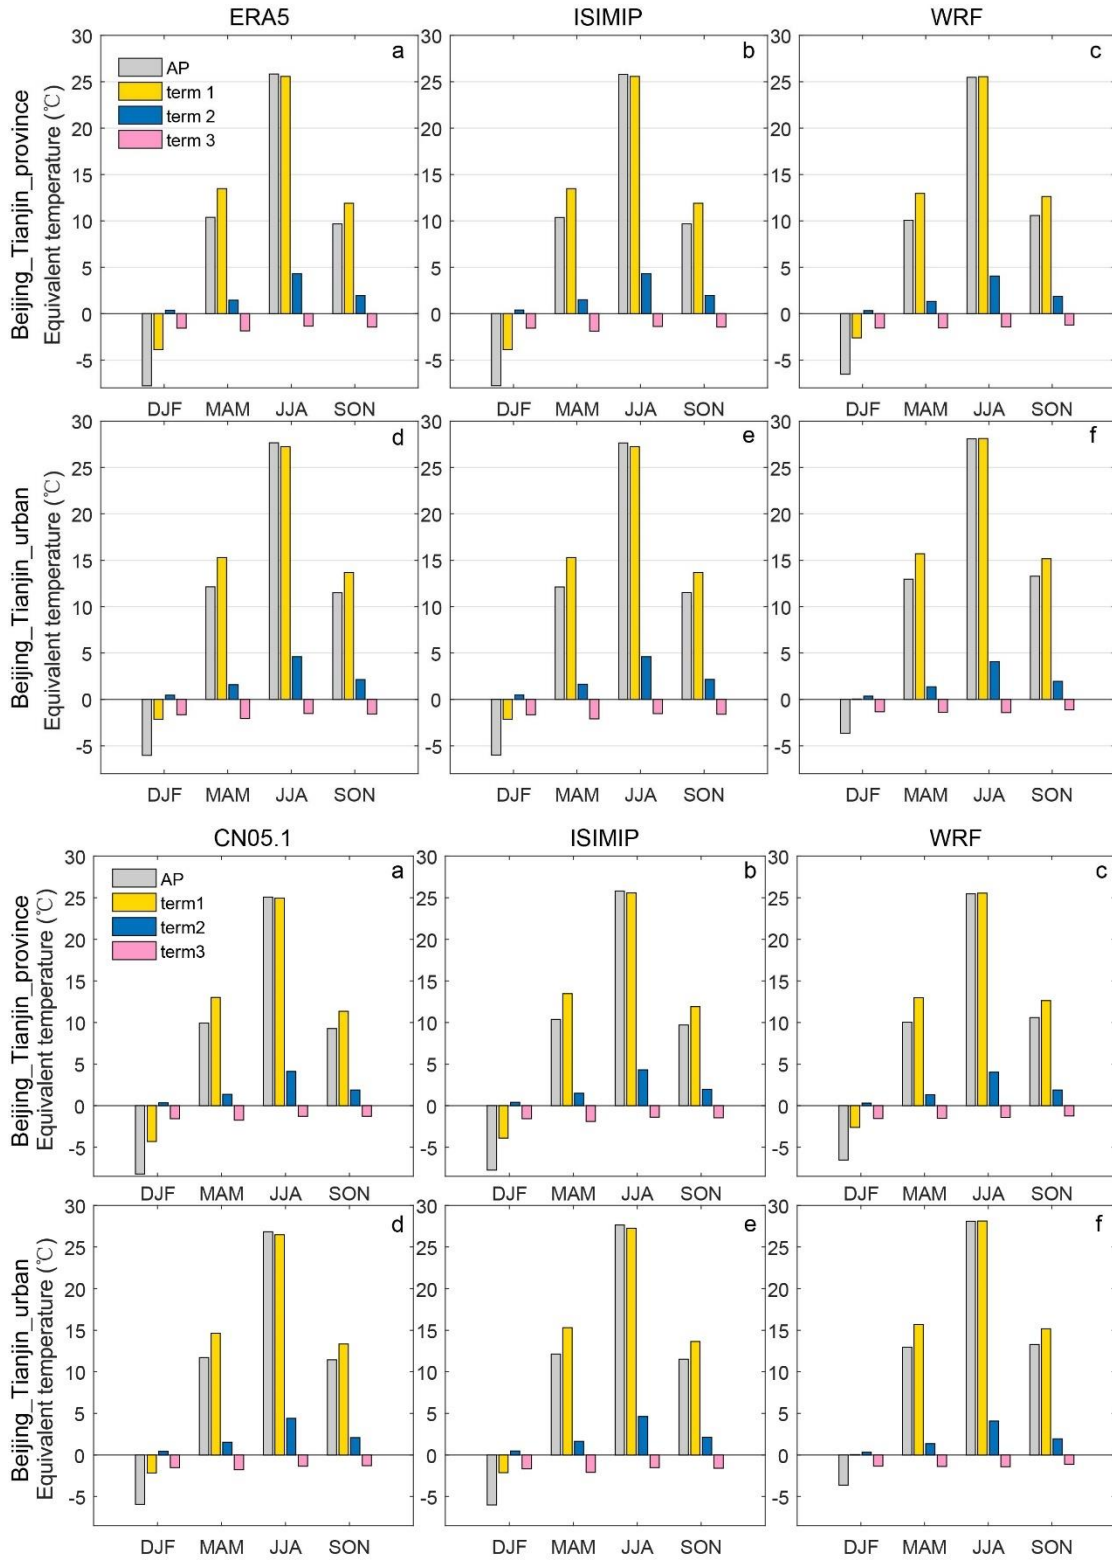 ERA5 ISIMIP WRF
Beijing_Tianjin_province
Equivalent temperature (℃)
30 25 20 15 10 5 0 -5
AP
term 1
term 2
term 3
a
DJF MAM JJA SON
30 25 20 15 10 5 0 -5
b
DJF MAM JJA SON
30 25 20 15 10 5 0 -5
c
DJF MAM JJA SON
Beijing_Tianjin_urban
Equivalent temperature (℃)
30 25 20 15 10 5 0 -5
d
DJF MAM JJA SON
30 25 20 15 10 5 0 -5
e
DJF MAM JJA SON
30 25 20 15 10 5 0 -5
f
DJF MAM JJA SON
CN05.1 ISIMIP WRF
Beijing_Tianjin_province
Equivalent temperature (℃)
30 25 20 15 10 5 0 -5
AP
term1
term2
term3
a
DJF MAM JJA SON
30 25 20 15 10 5 0 -5
b
DJF MAM JJA SON
30 25 20 15 10 5 0 -5
c
DJF MAM JJA SON
Beijing_Tianjin_urban
Equivalent temperature (℃)
30 25 20 15 10 5 0 -5
d
DJF MAM JJA SON
30 25 20 15 10 5 0 -5
e
DJF MAM JJA SON
30 25 20 15 10 5 0 -5
f
DJF MAM JJA SON